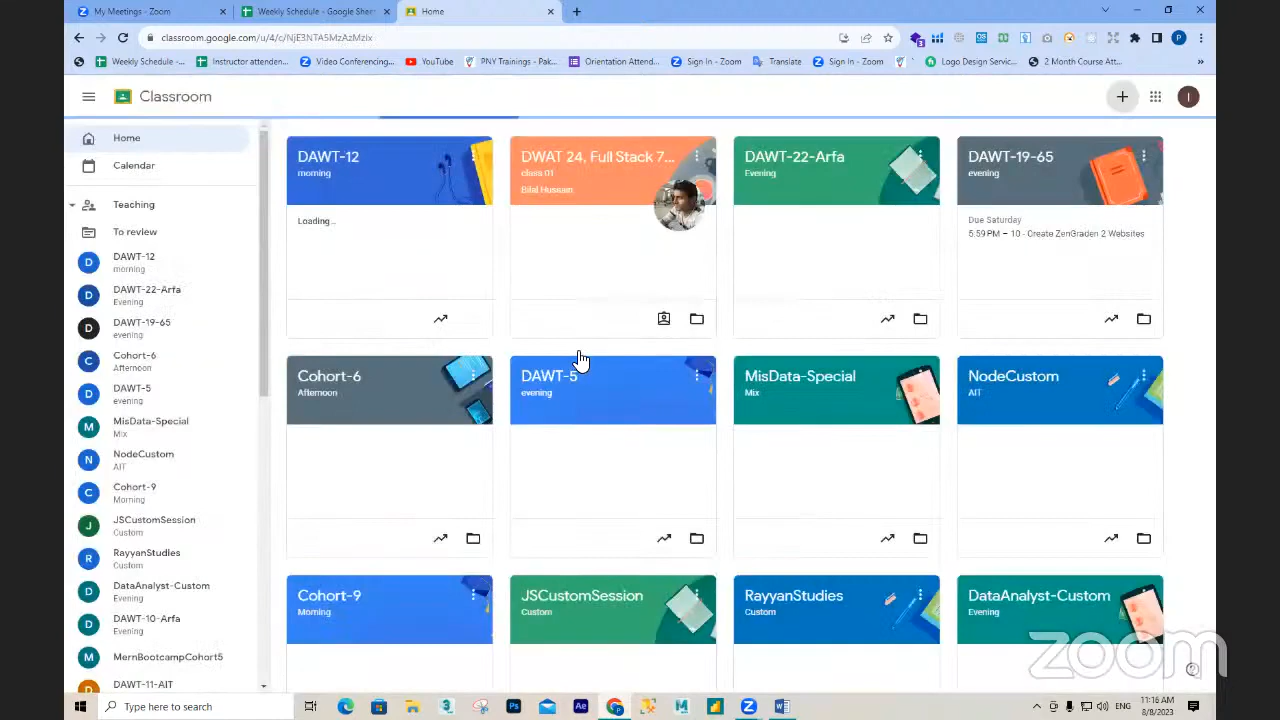 My Meetings - Zoom
Weekly Schedule - Google Sheet
Home
classroom.google.com/u/4/c/NjE3NTA5MzAzMzix
Weekly Schedule -...
Instructor attenden...
Video Conferencing,...
YouTube
PNY Trainings - Pak...
Orientation Attend...
Sign In - Zoom
Translate
Sign In - Zoom
Logo Design Servic...
2 Month Course Att...
Classroom
Home
Calendar
Teaching
To review
DAWT-12
morning
DAWT-22-Arfa
Evening
DAWT-19-65
evening
Cohort-6
Afternoon
DAWT-5
evening
MisData-Special
Mix
NodeCustom
AIT
Cohort-9
Morning
JSCustomSession
Custom
RayyanStudies
Custom
DataAnalyst-Custom
Evening
DAWT-10-Arfa
Evening
MernBootcampCohort5
DAWT-11-AIT
DAWT-12
morning
Loading...
DWAT 24, Full Stack 7...
class 01
Bilal Hussain
DAWT-22-Arfa
Evening
DAWT-19-65
evening
Due Saturday
5:59 PM – 10 - Create ZenGraden 2 Websites
Cohort-6
Afternoon
DAWT-5
evening
MisData-Special
Mix
NodeCustom
AIT
Cohort-9
Morning
JSCustomSession
Custom
RayyanStudies
Custom
DataAnalyst-Custom
Evening
zoom
Type here to search
ENG
11:16 AM
8/8/2023